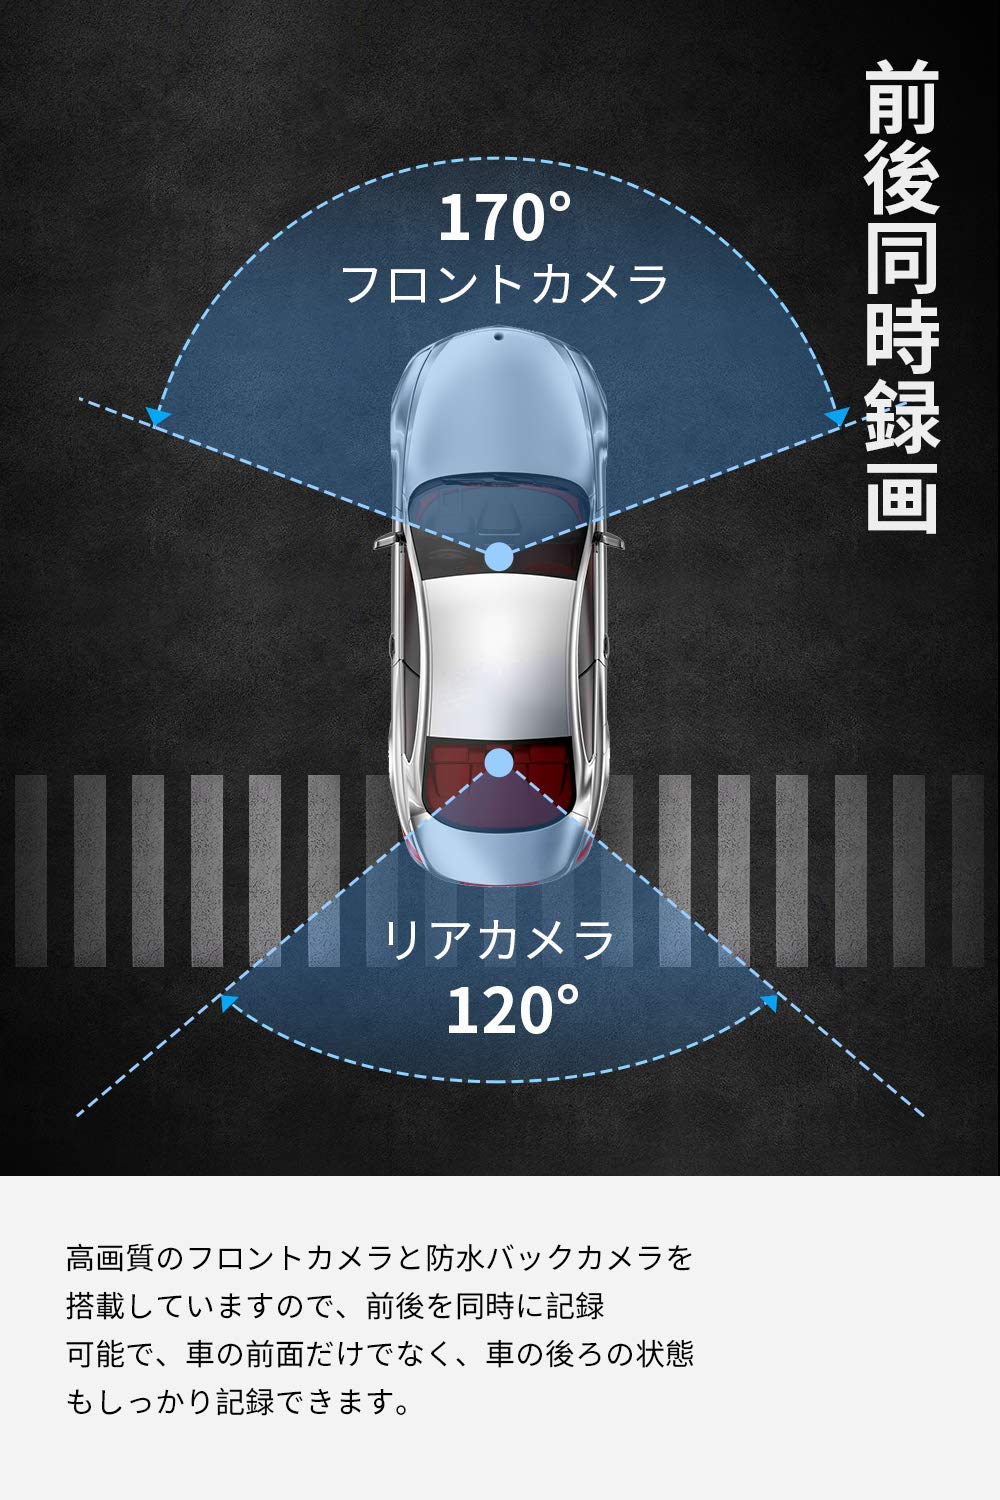 前後同時録画
170°
フロントカメラ
リアカメラ
120°
高画質のフロントカメラと防水バックカメラを
搭載していますので、前後を同時に記録
可能で、車の前面だけでなく、車の後ろの状態
もしっかり記録できます。